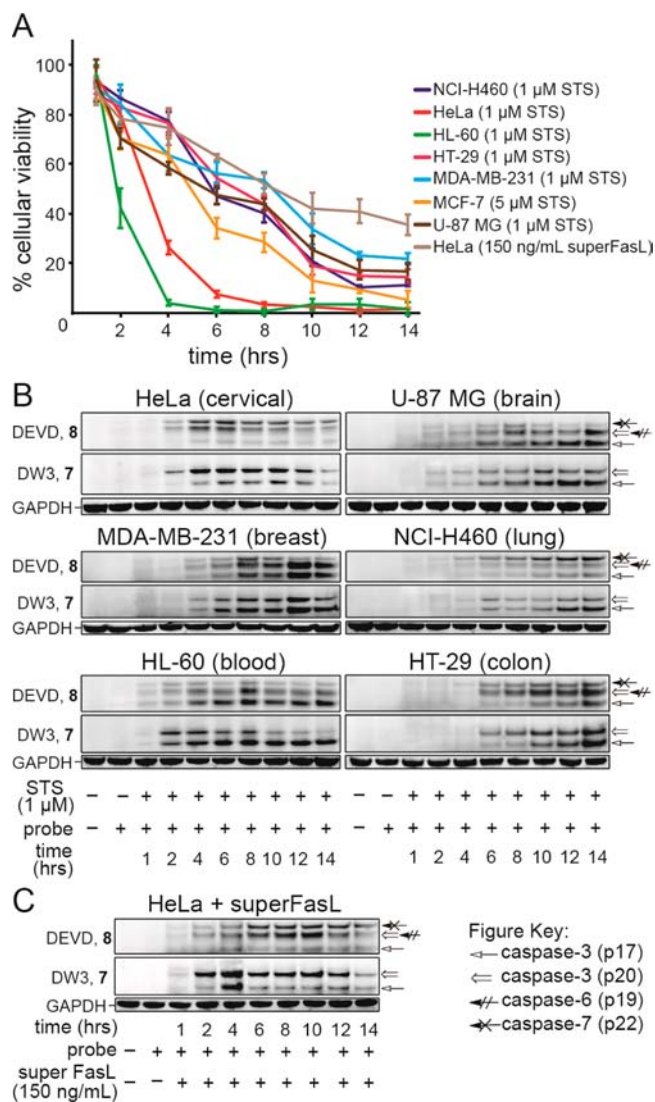 A
% cellular viability
100
80
60
40
20
0
2 4 6 8 10 12 14
time (hrs)
NCI-H460 (1 µM STS)
HeLa (1 µM STS)
HL-60 (1 µM STS)
HT-29 (1 µM STS)
MDA-MB-231 (1 µM STS)
MCF-7 (5 µM STS)
U-87 MG (1 µM STS)
HeLa (150 ng/mL superFasL)
B
HeLa (cervical) U-87 MG (brain)
DEVD, 8
DW3, 7
GAPDH
MDA-MB-231 (breast) NCI-H460 (lung)
DEVD, 8
DW3, 7
GAPDH
HL-60 (blood) HT-29 (colon)
DEVD, 8
DW3, 7
GAPDH
STS
(1 µM)
– – + + + + + + + + – – + + + + + + + +
probe – + + + + + + + + + – + + + + + + + + +
time
(hrs)
1 2 4 6 8 10 12 14 1 2 4 6 8 10 12 14
C
HeLa + superFasL
DEVD, 8
DW3, 7
GAPDH
time (hrs) 1 2 4 6 8 10 12 14
probe – + + + + + + + + +
super FasL
(150 ng/mL)
– – + + + + + + + +
Figure Key:
caspase-3 (p17)
caspase-3 (p20)
caspase-6 (p19)
caspase-7 (p22)